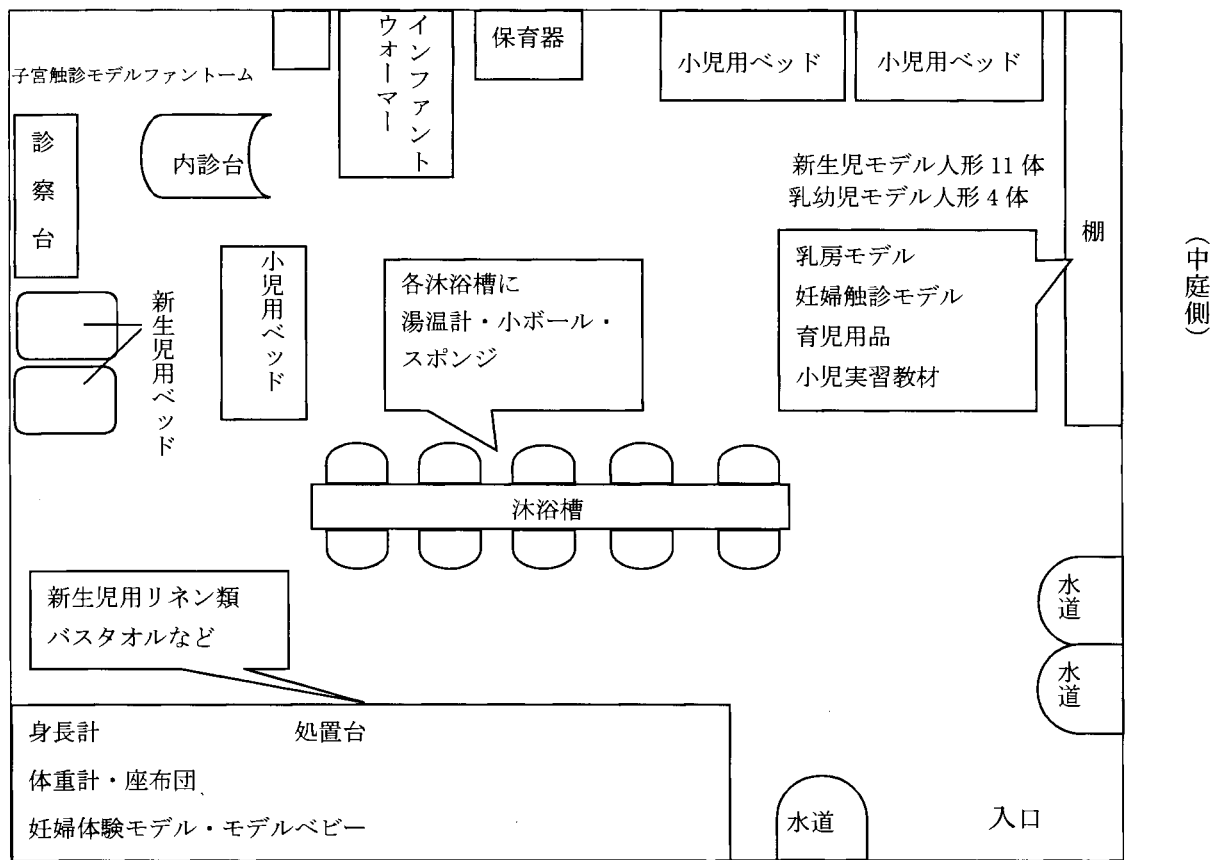 インファント
ウォーマー
保育器
小児用ベッド
小児用ベッド
子宮触診モデルファントーム
診察台
内診台
新生児モデル人形 11 体
乳幼児モデル人形 4 体
棚
(中庭側)
乳房モデル
妊婦触診モデル
育児用品
小児実習教材
小児用ベッド
各沐浴槽に
湯温計・小ボール・
スポンジ
新生児用ベッド
沐浴槽
新生児用リネン類
バスタオルなど
水道
水道
身長計
処置台
体重計・座布団
妊婦体験モデル・モデルベビー
水道
入口